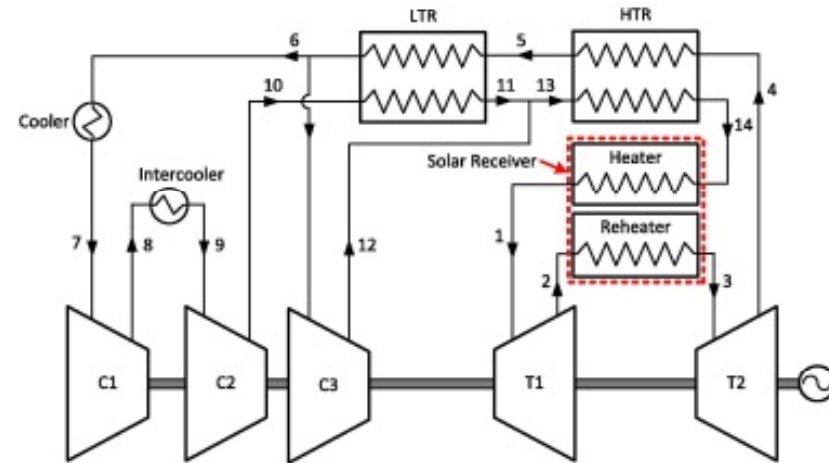 LTR
HTR
6
5
4
10
11
13
14
Cooler
Solar Receiver
Heater
Intercooler
Reheater
7
8
9
12
1
2
3
C1
C2
C3
T1
T2